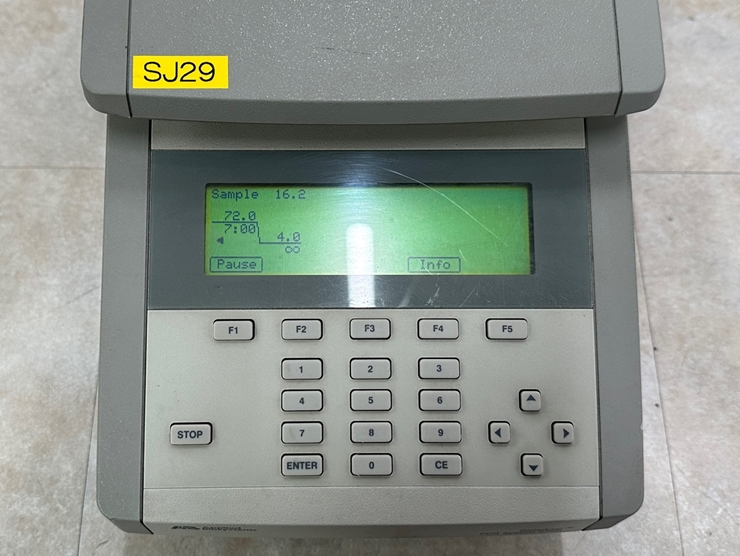 SJ29
Sample 16.2
72.0
7:00
4.0
∞
Pause
Info
F1 F2 F3 F4 F5
1 2 3
4 5 6
STOP 7 8 9
ENTER 0 CE